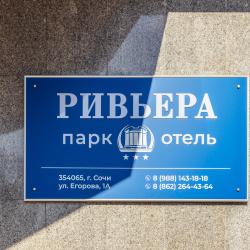 РИВЬЕРА
парк отель
354065, г. Сочи 8 (988) 143-18-18
ул. Егорова, 1А 8 (862) 264-43-64